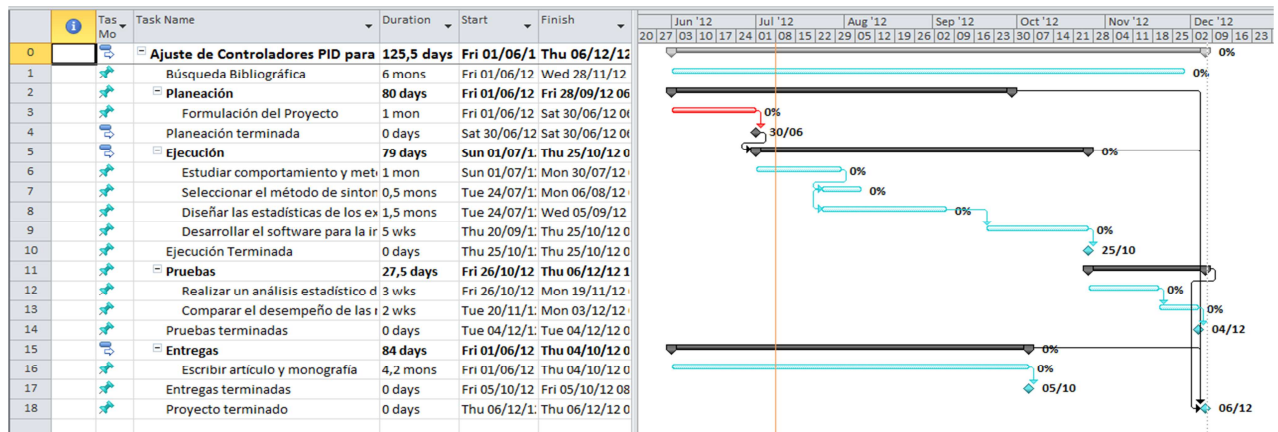 Tas Mo Task Name Duration Start Finish Jun '12 Jul '12 Aug '12 Sep '12 Oct '12 Nov '12 Dec '12
20 27 03 10 17 24 01 08 15 22 29 05 12 19 26 02 09 16 23 30 07 14 21 28 04 11 18 25 02 09 16 23
0 Ajuste de Controladores PID para 125,5 days Fri 01/06/1 Thu 06/12/12 0%
1 Búsqueda Bibliográfica 6 mons Fri 01/06/12 Wed 28/11/12 0%
2 Planeación 80 days Fri 01/06/12 Fri 28/09/12 06
3 Formulación del Proyecto 1 mon Fri 01/06/12 Sat 30/06/12 06 0%
4 Planeación terminada 0 days Sat 30/06/12 Sat 30/06/12 06 30/06
5 Ejecución 79 days Sun 01/07/1. Thu 25/10/12 0 0%
6 Estudiar comportamiento y met 1 mon Sun 01/07/1: Mon 30/07/12 0%
7 Seleccionar el método de sinton 0,5 mons Tue 24/07/1: Mon 06/08/12 0%
8 Diseñar las estadísticas de los ex 1,5 mons Tue 24/07/1: Wed 05/09/12 0%
9 Desarrollar el software para la ir 5 wks Thu 20/09/1: Thu 25/10/12 0 0%
10 Ejecución Terminada 0 days Thu 25/10/1: Thu 25/10/12 0 25/10
11 Pruebas 27,5 days Fri 26/10/12 Thu 06/12/12 1
12 Realizar un análisis estadístico d 3 wks Fri 26/10/12 Mon 19/11/12 0%
13 Comparar el desempeño de las r 2 wks Tue 20/11/1: Mon 03/12/12 0%
14 Pruebas terminadas 0 days Tue 04/12/1: Tue 04/12/12 0 04/12
15 Entregas 84 days Fri 01/06/12 Thu 04/10/12 0 0%
16 Escribir artículo y monografía 4,2 mons Fri 01/06/12 Thu 04/10/12 0 0%
17 Entregas terminadas 0 days Fri 05/10/12 Fri 05/10/12 08 05/10
18 Proyecto terminado 0 days Thu 06/12/1: Thu 06/12/12 0 06/12